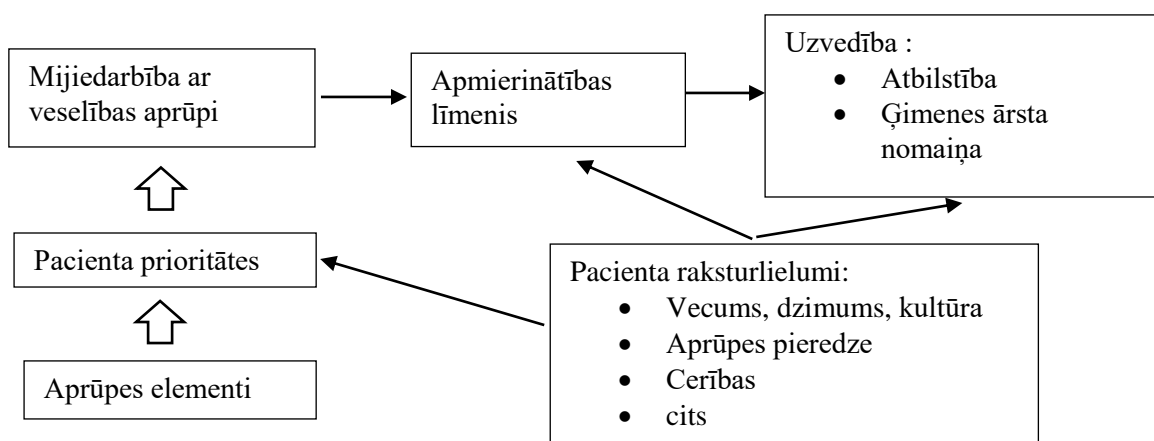 Mijiedarbība ar
veselības aprūpi
Apmierinātības
līmenis
Uzvedība :
• Atbilstība
• Ģimenes ārsta
nomaiņa
Pacienta prioritātes
Aprūpes elementi
Pacienta raksturlielumi:
• Vecums, dzimums, kultūra
• Aprūpes pieredze
• Cerības
• cits